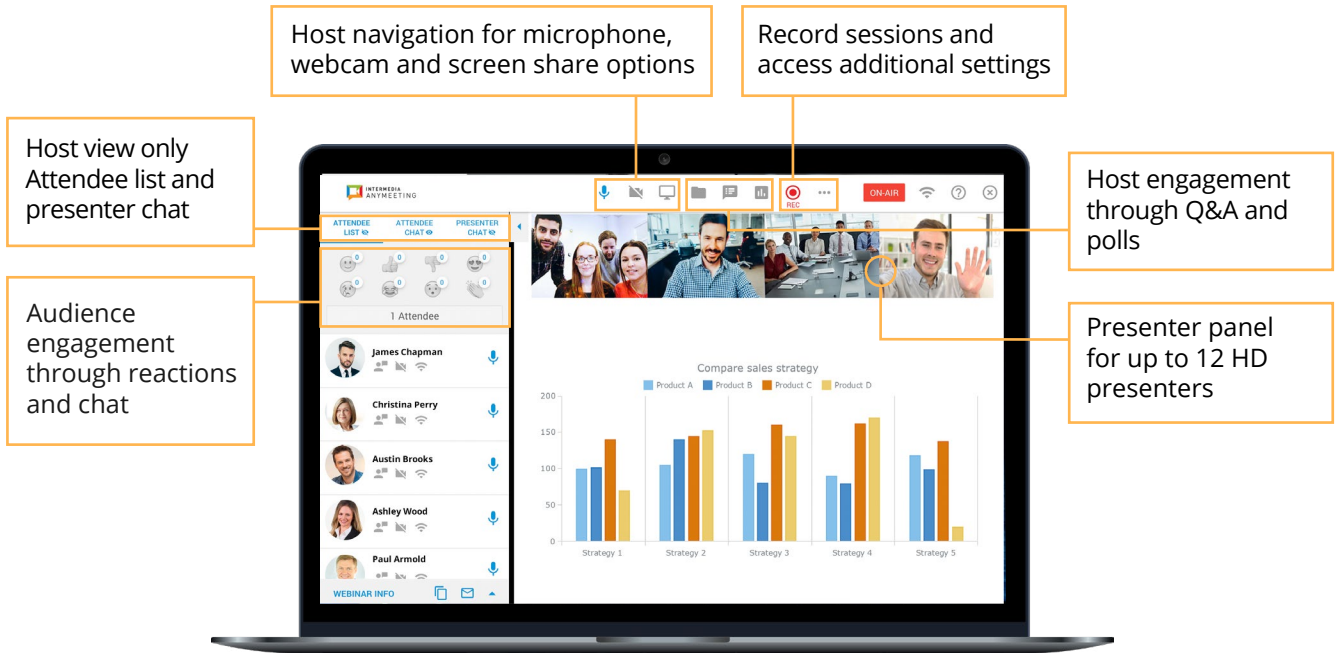 Host navigation for microphone,
webcam and screen share options
Record sessions and
access additional settings
Host view only
Attendee list and
presenter chat
Audience
engagement
through reactions
and chat
Host engagement
through Q&A and
polls
Presenter panel
for up to 12 HD
presenters
INTERMEDIA
ANYMEETING
REC
ON-AIR
ATTENDEE
LIST
ATTENDEE
CHAT
PRESENTER
CHAT
0 0 0 0
0 0 0 0
1 Attendee
James Chapman
Christina Perry
Austin Brooks
Ashley Wood
Paul Armold
WEBINAR INFO
Compare sales strategy
Product A Product B Product C Product D
200
150
100
50
0
Strategy 1 Strategy 2 Strategy 3 Strategy 4 Strategy 5